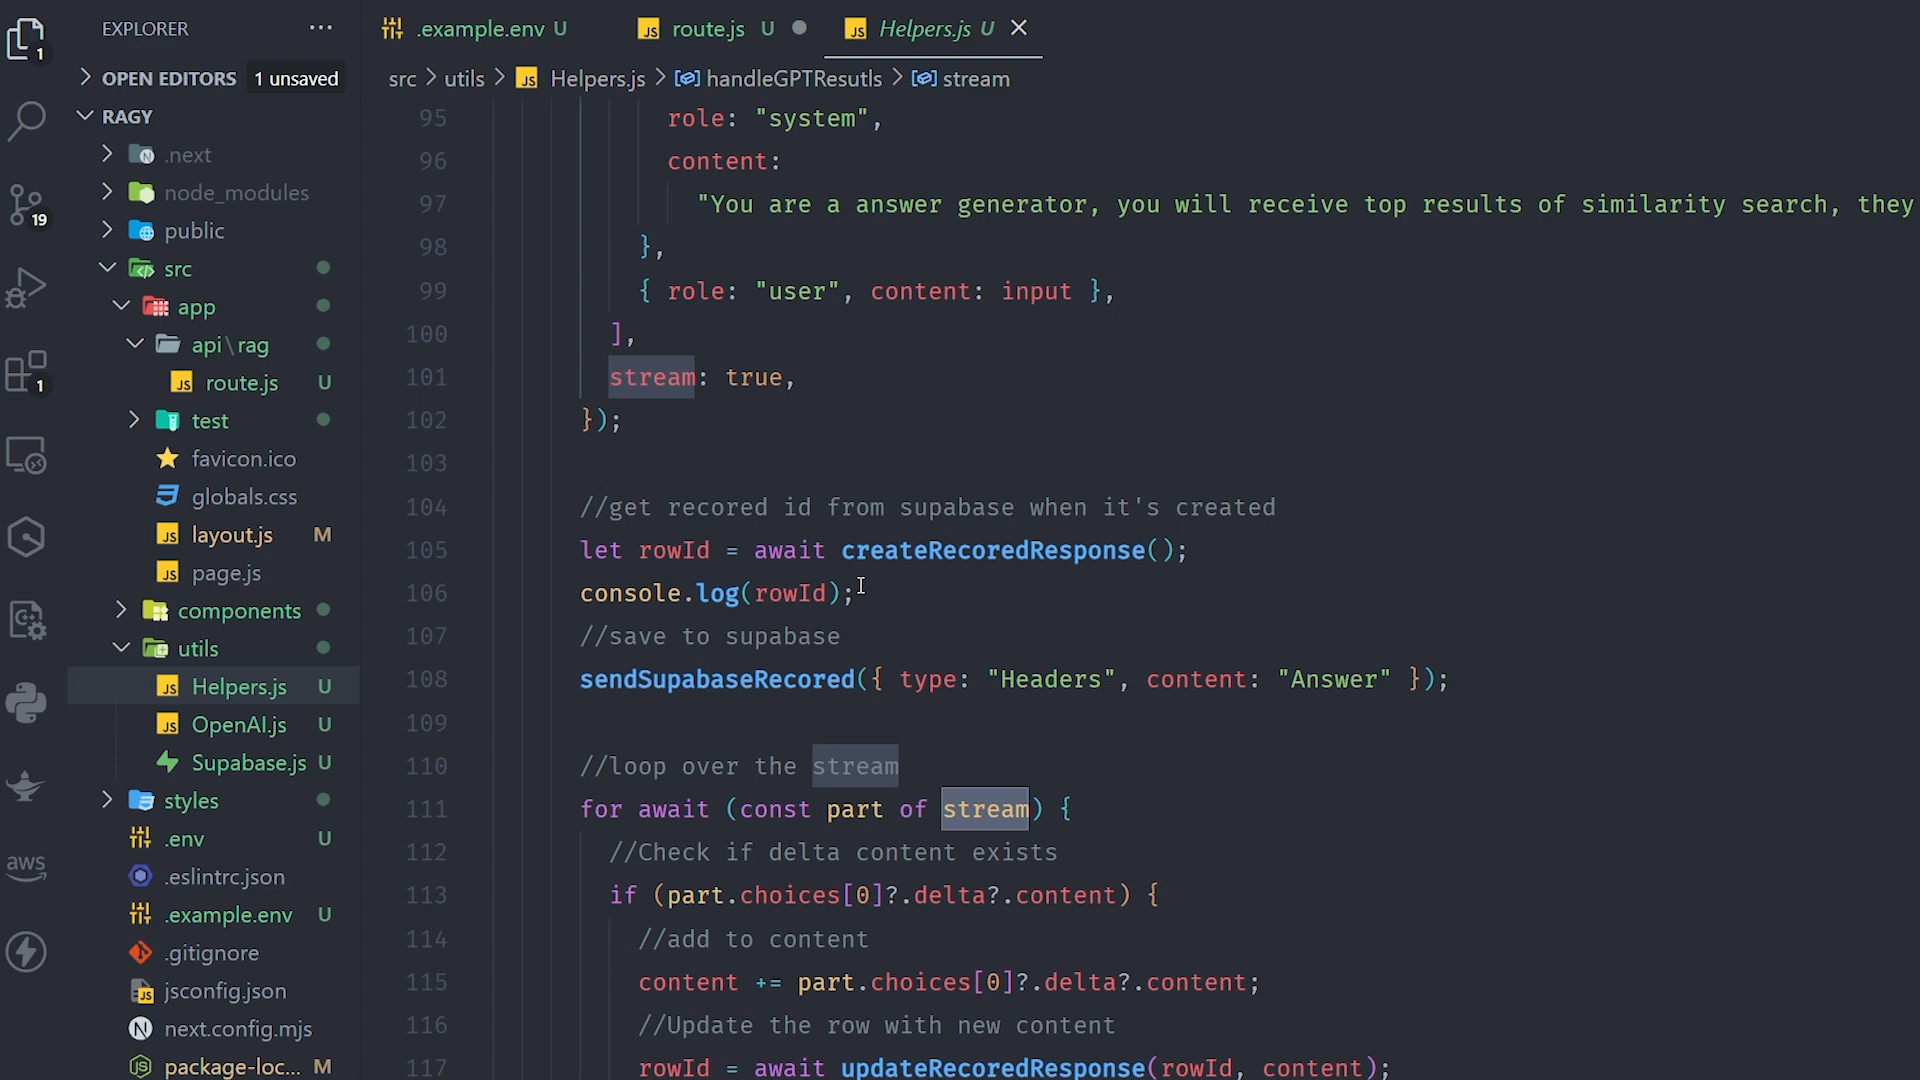 EXPLORER
OPEN EDITORS 1 unsaved
RAGY
.next
node_modules
public
src
app
api\rag
route.js U
test
favicon.ico
globals.css
layout.js M
page.js
components
utils
Helpers.js U
OpenAI.js U
Supabase.js U
styles
.env U
.eslintrc.json
.example.env U
.gitignore
jsconfig.json
next.config.mjs
package-loc... M
1
19
1
aws
.example.env U
JS route.js U
JS Helpers.js U
src > utils > JS Helpers.js > handleGPTResutls > stream
95 role: "system",
96 content:
97 "You are a answer generator, you will receive top results of similarity search, they
98 },
99 { role: "user", content: input },
100 ],
101 stream: true,
102 });
103
104 //get recored id from supabase when it's created
105 let rowId = await createRecoredResponse();
106 console.log(rowId);
107 //save to supabase
108 sendSupabaseRecored({ type: "Headers", content: "Answer" });
109
110 //loop over the stream
111 for await (const part of stream) {
112 //Check if delta content exists
113 if (part.choices[0]?.delta?.content) {
114 //add to content
115 content += part.choices[0]?.delta?.content;
116 //Update the row with new content
117 rowId = await updateRecoredResponse(rowId, content);